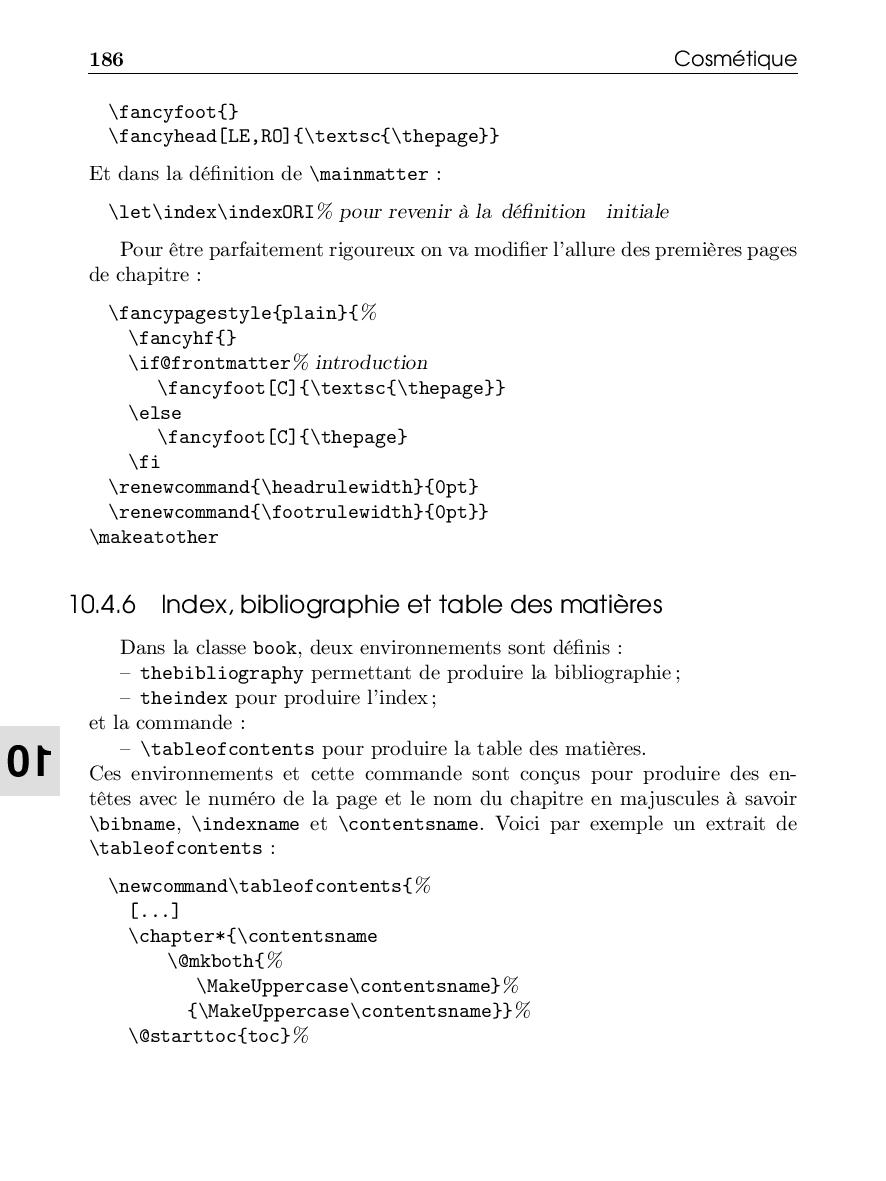 186 Cosmétique
\fancyfoot{}
\fancyhead[LE,RO]{\textsc{\thepage}}
Et dans la définition de \mainmatter :
\let\index\indexORI% pour revenir à la définition initiale
Pour être parfaitement rigoureux on va modifier l'allure des premières pages
de chapitre :
\fancypagestyle{plain}{%
\fancyhf{}
\if@frontmatter% introduction
\fancyfoot[C]{\textsc{\thepage}}
\else
\fancyfoot[C]{\thepage}
\fi
\renewcommand{\headrulewidth}{0pt}
\renewcommand{\footrulewidth}{0pt}}
\makeatother
10.4.6 Index, bibliographie et table des matières
Dans la classe book, deux environnements sont définis :
– thebibliography permettant de produire la bibliographie ;
– theindex pour produire l'index ;
et la commande :
– \tableofcontents pour produire la table des matières.
10
Ces environnements et cette commande sont conçus pour produire des en-
têtes avec le numéro de la page et le nom du chapitre en majuscules à savoir
\bibname, \indexname et \contentsname. Voici par exemple un extrait de
\tableofcontents :
\newcommand\tableofcontents{%
[...]
\chapter*{\contentsname
\@mkboth{%
\MakeUppercase\contentsname}%
{\MakeUppercase\contentsname}}%
\@starttoc{toc}%